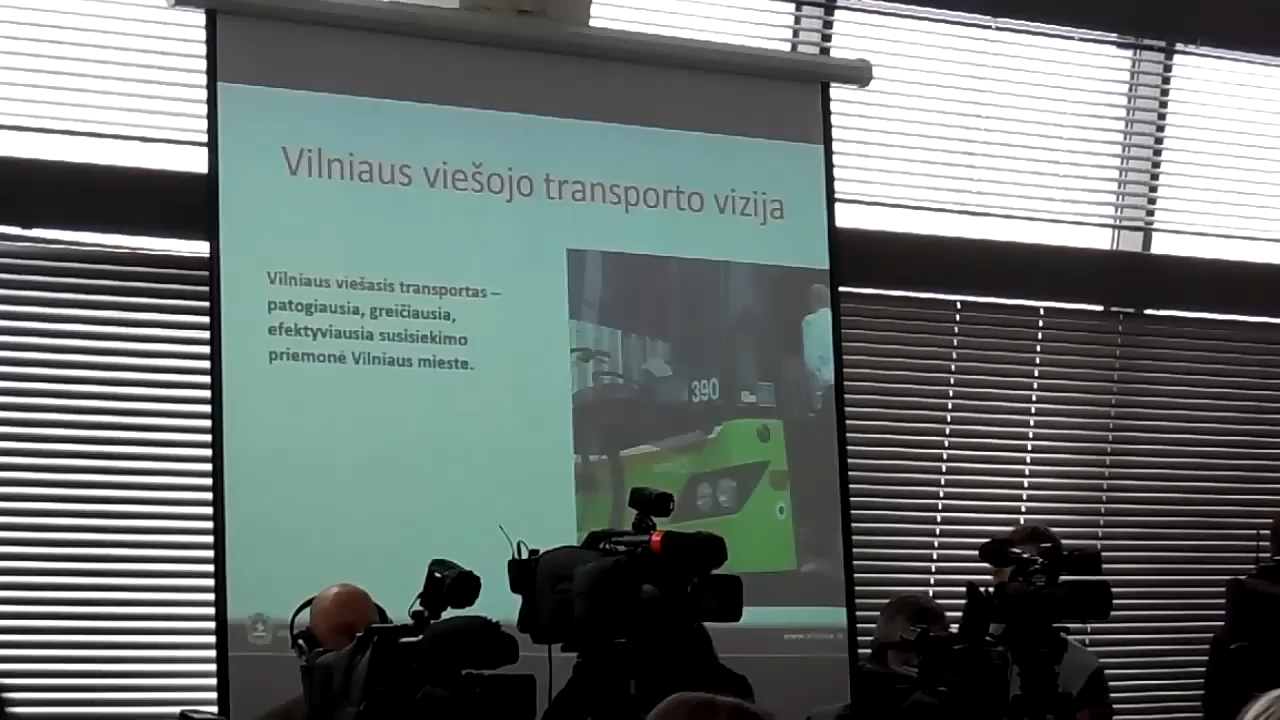 Vilniaus viešojo transporto vizija
Vilniaus viešasis transportas –
patogiausia, greičiausia,
efektyviausia susisiekimo
priemonė Vilniaus mieste.
390